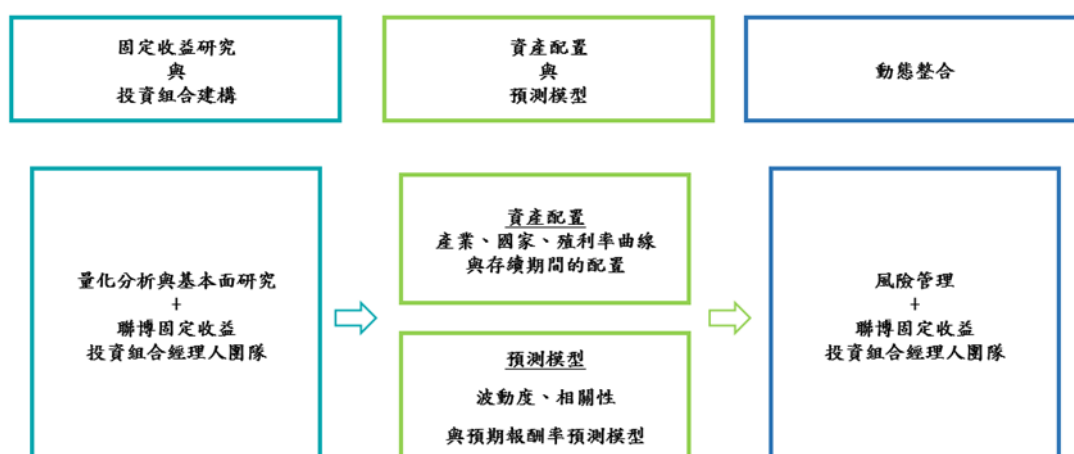 固定收益研究
與
投資組合建構
資產配置
與
預測模型
動態整合
量化分析與基本面研究
+
聯博固定收益
投資組合經理人團隊
資產配置
產業、國家、殖利率曲線
與存續期間的配置
預測模型
波動度、相關性
與預期報酬率預測模型
風險管理
+
聯博固定收益
投資組合經理人團隊